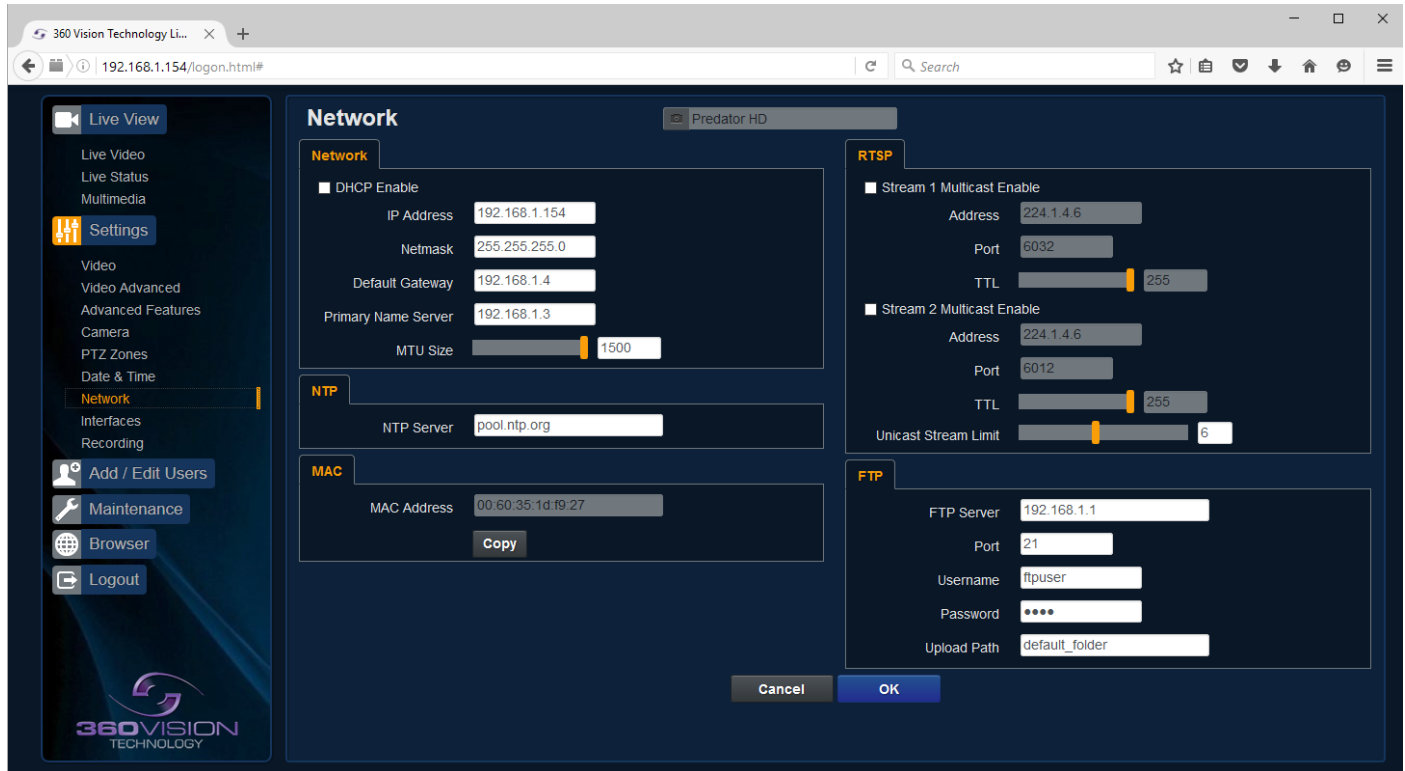 360 Vision Technology Li...
192.168.1.154/logon.html#
Search
Live View
Live Video
Live Status
Multimedia
Settings
Video
Video Advanced
Advanced Features
Camera
PTZ Zones
Date & Time
Network
Interfaces
Recording
Add / Edit Users
Maintenance
Browser
Logout
360VISION
TECHNOLOGY
Network
Predator HD
Network
DHCP Enable
IP Address 192.168.1.154
Netmask 255.255.255.0
Default Gateway 192.168.1.4
Primary Name Server 192.168.1.3
MTU Size 1500
NTP
NTP Server pool.ntp.org
MAC
MAC Address 00:60:35:1d:f9:27
Copy
RTSP
Stream 1 Multicast Enable
Address 224.1.4.6
Port 6032
TTL 255
Stream 2 Multicast Enable
Address 224.1.4.6
Port 6012
TTL 255
Unicast Stream Limit 6
FTP
FTP Server 192.168.1.1
Port 21
Username ftpuser
Password ••••
Upload Path default_folder
Cancel OK